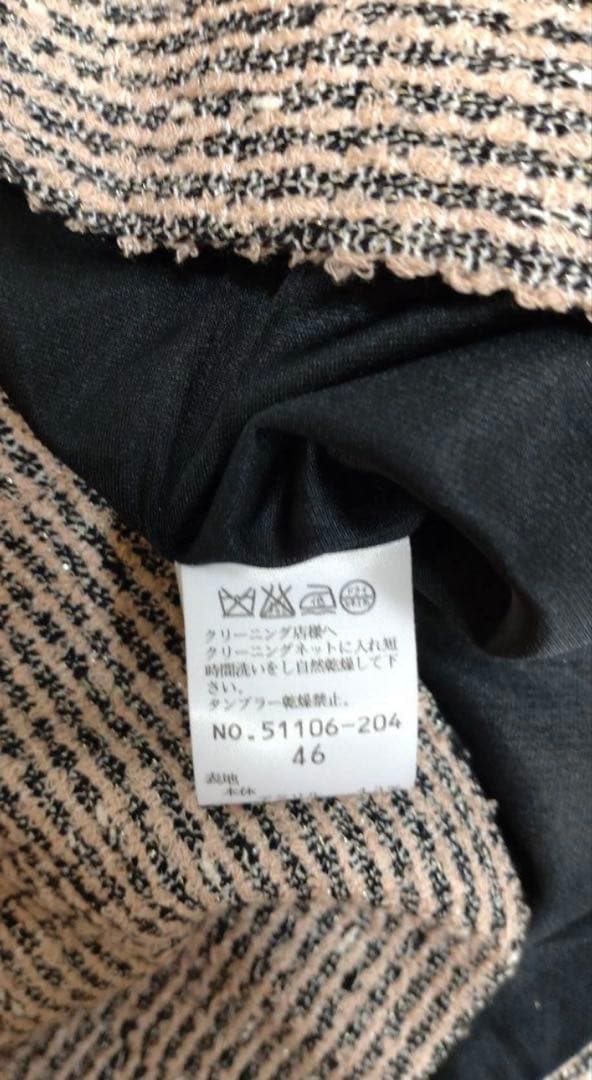 クリーニング店様へ
クリーニングネットに入れ短
時間洗いをし自然乾燥して下
さい。
タンブラー乾燥禁止。
NO.51106-204
46
表地
本体